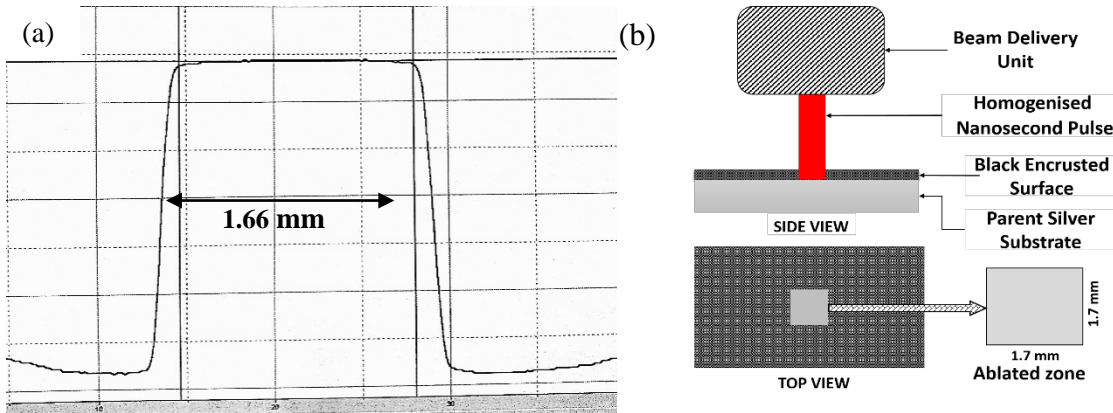 (a)
1.66 mm
10
20
30
(b)
Beam Delivery
Unit
Homogenised
Nanosecond Pulse
Black Encrusted
Surface
Parent Silver
Substrate
SIDE VIEW
1.7 mm
1.7 mm
Ablated zone
TOP VIEW